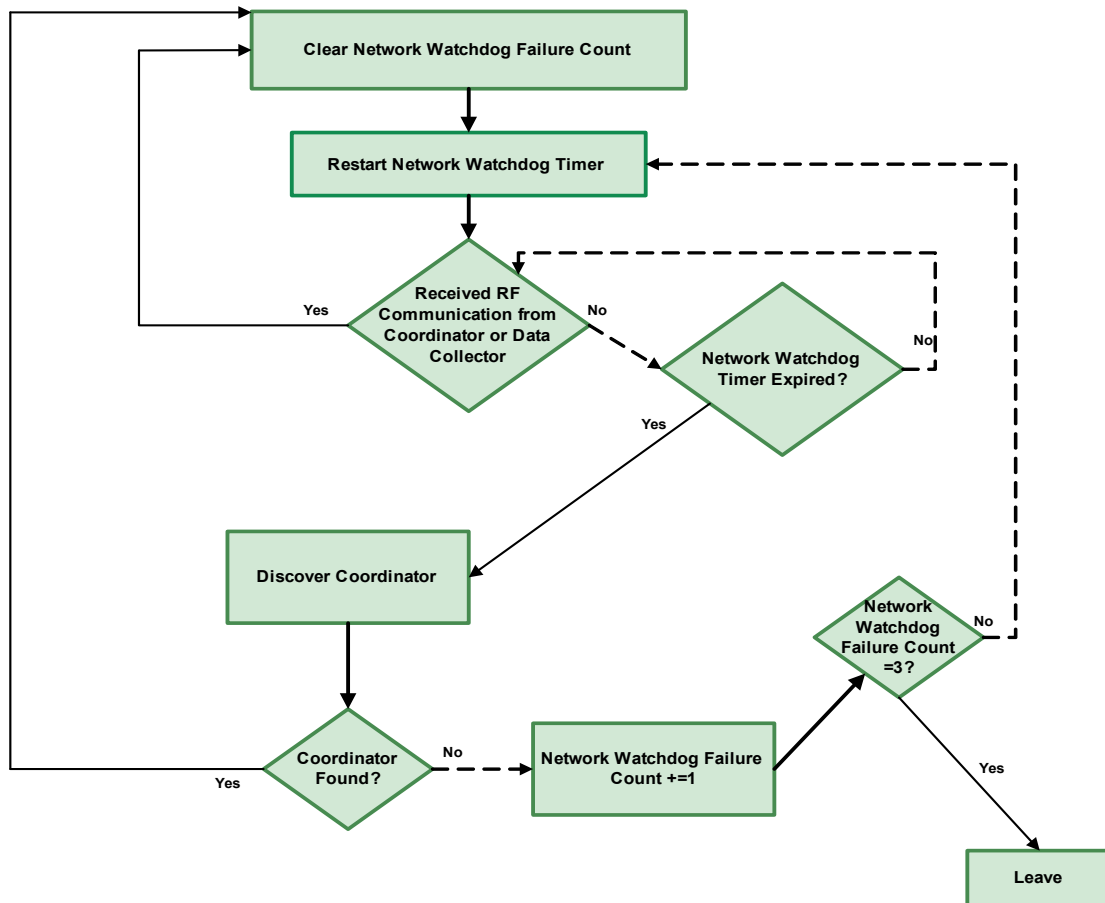 Clear Network Watchdog Failure Count
Restart Network Watchdog Timer
Received RF
Communication from
Coordinator or Data
Collector
Yes
No
Network Watchdog
Timer Expired?
No
Yes
Discover Coordinator
Network
Watchdog
Failure Count
=3?
No
Yes
Coordinator
Found?
Yes
No
Network Watchdog Failure
Count +=1
Leave